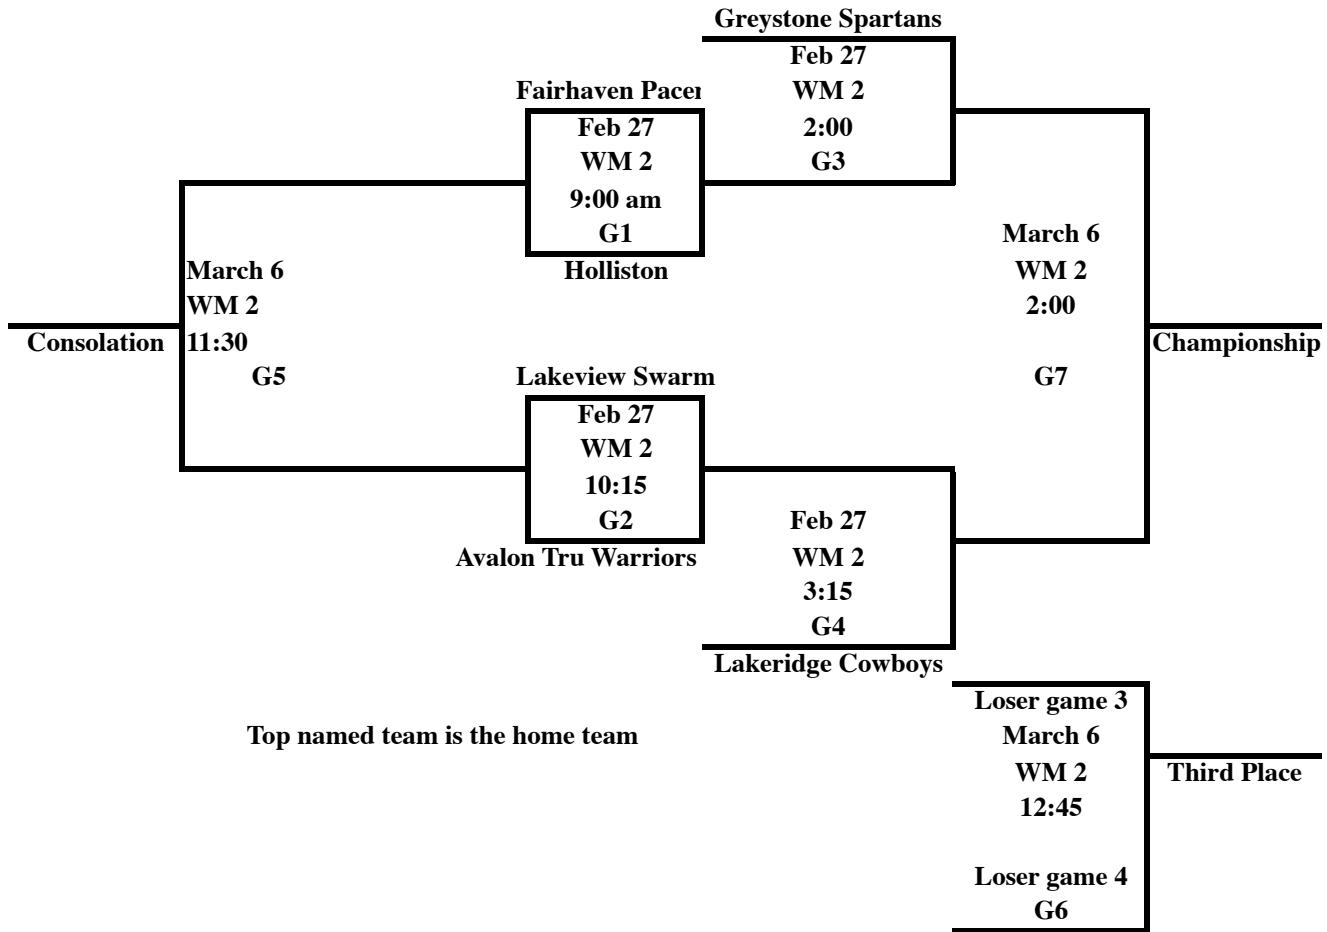 Greystone Spartans
Feb 27
WM 2
2:00
G3
Fairhaven Pacer
Feb 27
WM 2
9:00 am
G1
Holliston
March 6
WM 2
11:30
G5
Consolation
March 6
WM 2
2:00
G7
Championship
Lakeview Swarm
Feb 27
WM 2
10:15
G2
Avalon Tru Warriors
Feb 27
WM 2
3:15
G4
Lakeridge Cowboys
Top named team is the home team
Loser game 3
March 6
WM 2
12:45
Loser game 4
G6
Third Place